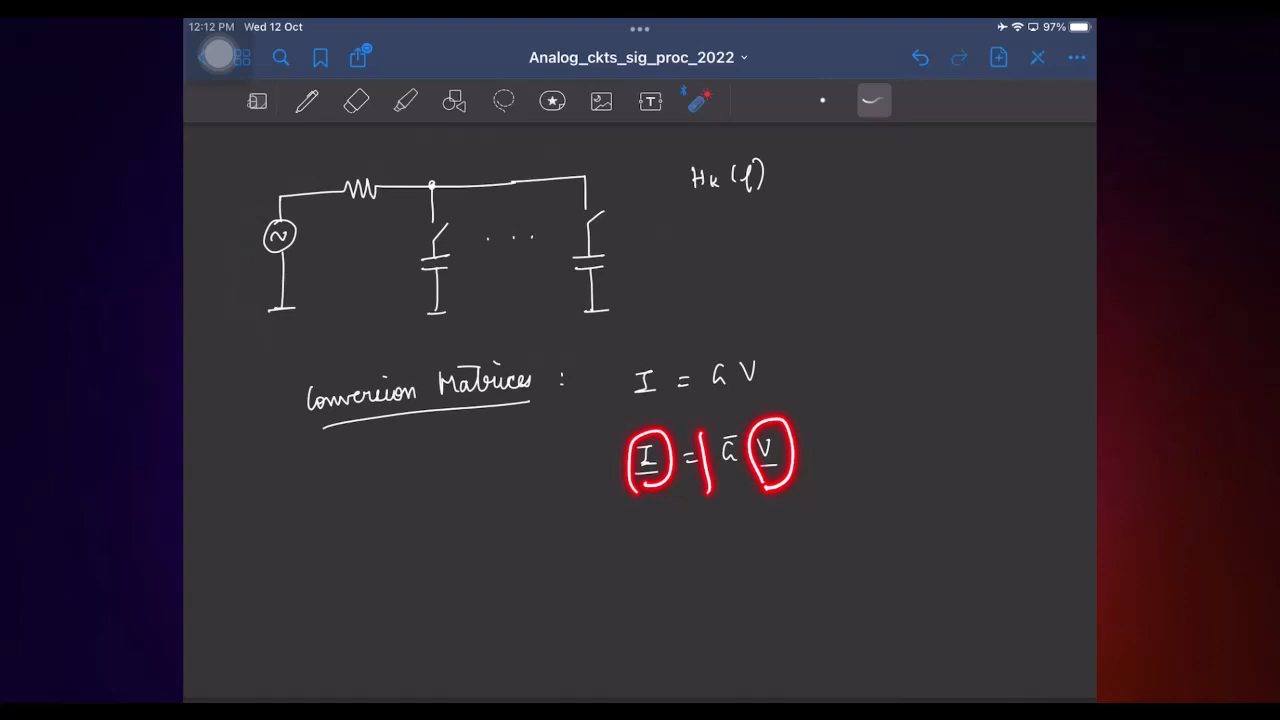 12:12 PM Wed 12 Oct
97%
Analog_ckts_sig_proc_2022
T
Hk (f)
Conversion Matrices : I = G V
I = G̅ V